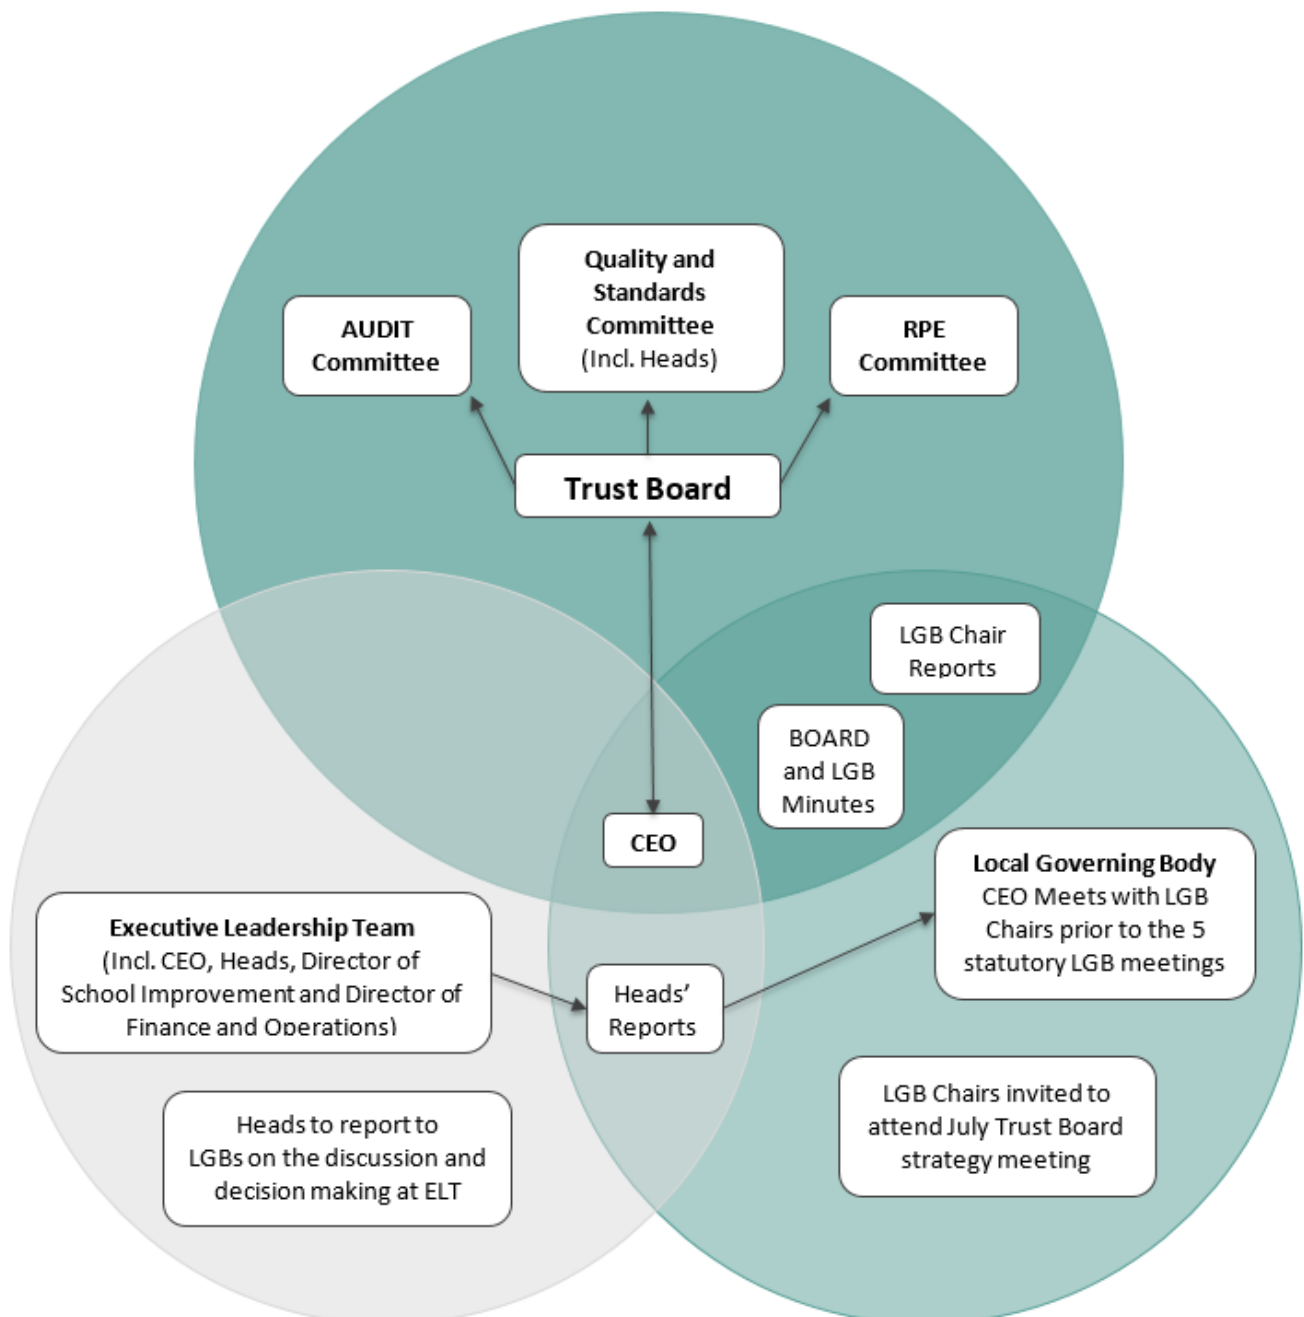 Quality and
Standards
Committee
(Incl. Heads)
AUDIT
Committee
RPE
Committee
Trust Board
LGB Chair
Reports
BOARD
and LGB
Minutes
CEO
Local Governing Body
CEO Meets with LGB
Chairs prior to the 5
statutory LGB meetings
Executive Leadership Team
(Incl. CEO, Heads, Director of
School Improvement and Director of
Finance and Operations)
Heads’
Reports
LGB Chairs invited to
attend July Trust Board
strategy meeting
Heads to report to
LGBs on the discussion and
decision making at ELT